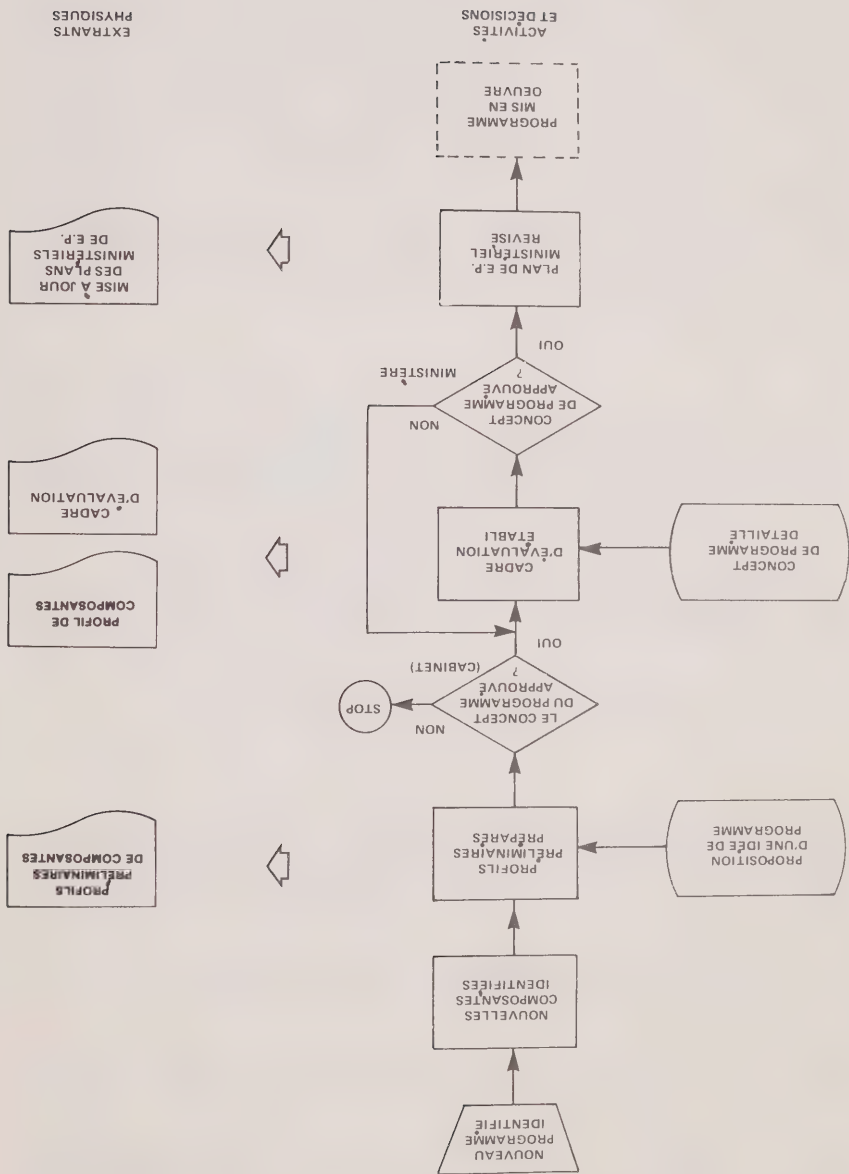 NOUVEAU
PROGRAMME
IDENTIFIÉ
NOUVELLES
COMPOSANTES
IDENTIFIÉES
PROPOSITION
D'UNE IDÉE DE
PROGRAMME
PROFILS
PRÉLIMINAIRES
PRÉPARÉS
PROFILS
PRÉLIMINAIRES
DE COMPOSANTES
LE CONCEPT
DU PROGRAMME
APPROUVÉ
?
NON
STOP
(CABINET)
OUI
CONCEPT
DE PROGRAMME
DÉTAILLÉ
CADRE
D'ÉVALUATION
ÉTABLI
PROFIL DE
COMPOSANTES
CADRE
D'ÉVALUATION
CONCEPT
DE PROGRAMME
APPROUVÉ
?
NON
MINISTÈRE
OUI
PLAN DE E.P.
MINISTÉRIEL
RÉVISÉ
MISE À JOUR
DES PLANS
MINISTÉRIELS
DE E.P.
PROGRAMME
MIS EN
OEUVRE
ACTIVITÉS
ET DÉCISIONS
EXTRANTS
PHYSIQUES